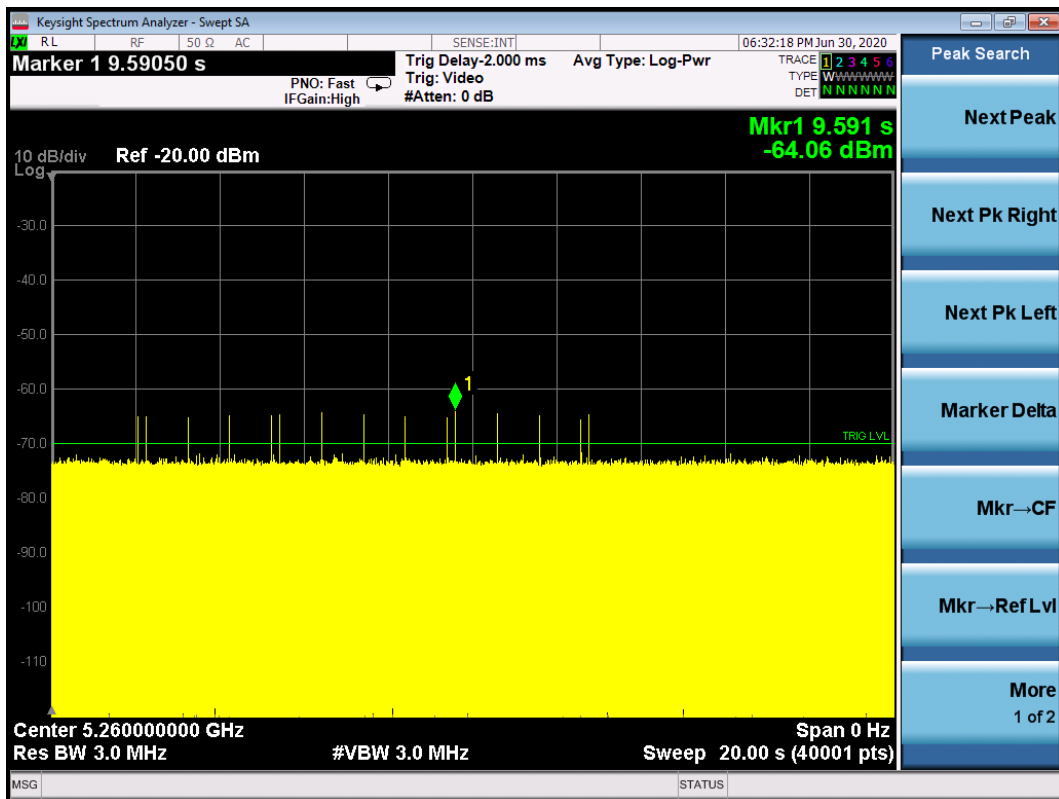 Keysight Spectrum Analyzer - Swept SA
LXI RL RF 50 Ω AC SENSE:INT 06:32:18 PM Jun 30, 2020
Marker 1 9.59050 s
PNO: Fast
IFGain:High
Trig Delay-2.000 ms
Trig: Video
#Atten: 0 dB
Avg Type: Log-Pwr
TRACE 1 2 3 4 5 6
TYPE WWWWWW
DET N N N N N N
Mkr1 9.591 s
-64.06 dBm
10 dB/div Ref -20.00 dBm
Log
-30.0
-40.0
-50.0
-60.0
-70.0
-80.0
-90.0
-100
-110
1
TRIG LVL
Center 5.260000000 GHz Span 0 Hz
Res BW 3.0 MHz #VBW 3.0 MHz Sweep 20.00 s (40001 pts)
MSG STATUS
Peak Search
Next Peak
Next Pk Right
Next Pk Left
Marker Delta
Mkr→CF
Mkr→Ref Lvl
More
1 of 2